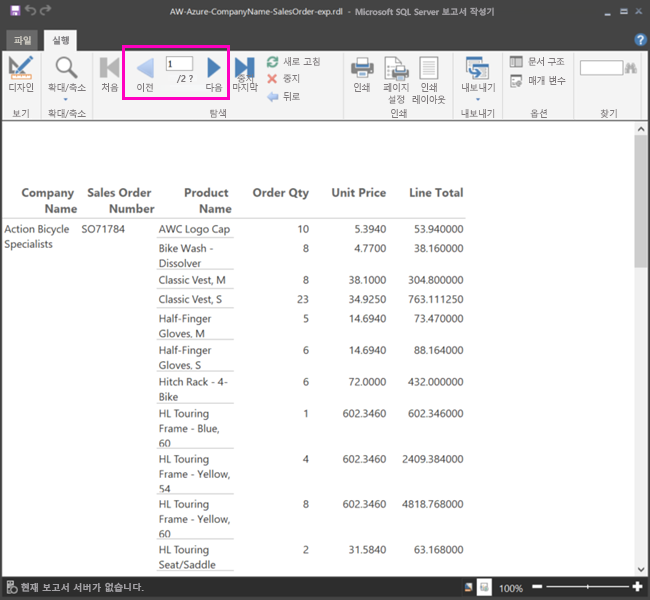 AW-Azure-CompanyName-SalesOrder-exp.rdl - Microsoft SQL Server 보고서 작성기
파일 실행
디자인 확대/축소 처음 이전 1 /2 ? 다음 중지 마지막 새로 고침 중지 뒤로 인쇄 페이지 설정 인쇄 레이아웃 내보내기 문서 구조 매개 변수
보기 확대/축소 탐색 인쇄 내보내기 옵션 찾기
Company Sales Order Product Order Qty Unit Price Line Total
Name Number Name
Action Bicycle SO71784 AWC Logo Cap 10 5.3940 53.940000
Specialists
Bike Wash - 8 4.7700 38.160000
Dissolver
Classic Vest, M 8 38.1000 304.800000
Classic Vest, S 23 34.9250 763.111250
Half-Finger 5 14.6940 73.470000
Gloves, M
Half-Finger 6 14.6940 88.164000
Gloves, S
Hitch Rack - 4- 6 72.0000 432.000000
Bike
HL Touring 1 602.3460 602.346000
Frame - Blue,
60
HL Touring 4 602.3460 2409.384000
Frame - Yellow,
54
HL Touring 8 602.3460 4818.768000
Frame - Yellow,
60
HL Touring 2 31.5840 63.168000
Seat/Saddle
현재 보고서 서버가 없습니다. 100%